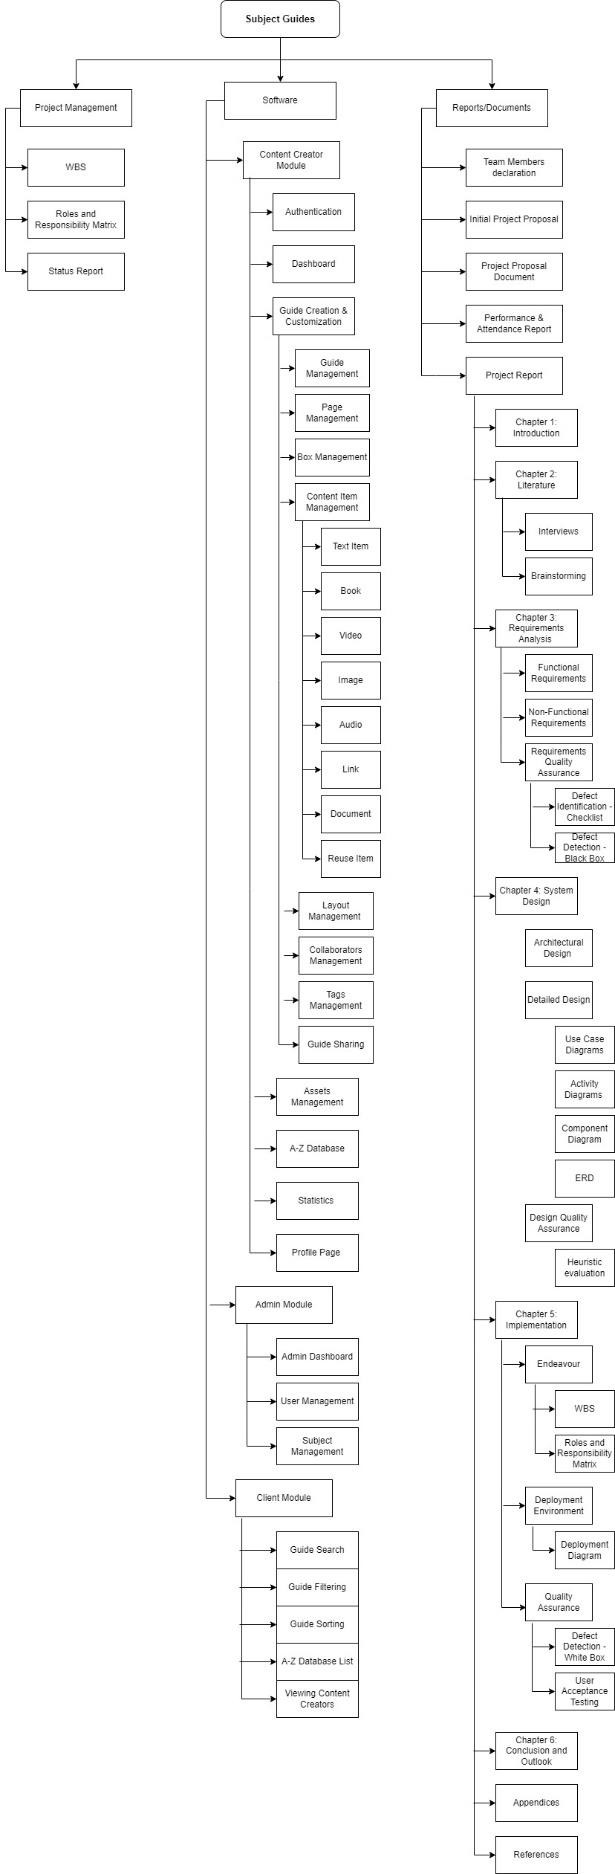 Subject Guides
Project Management
WBS
Roles and
Responsibility Matrix
Status Report
Software
Content Creator
Module
Authentication
Dashboard
Guide Creation &
Customization
Guide
Management
Page
Management
Box Management
Content Item
Management
Text Item
Book
Video
Image
Audio
Link
Document
Reuse Item
Layout
Management
Collaborators
Management
Tags
Management
Guide Sharing
Assets
Management
A-Z Database
Statistics
Profile Page
Admin Module
Admin Dashboard
User Management
Subject
Management
Client Module
Guide Search
Guide Filtering
Guide Sorting
A-Z Database List
Viewing Content
Creators
Reports/Documents
Team Members
declaration
Initial Project Proposal
Project Proposal
Document
Performance &
Attendance Report
Project Report
Chapter 1:
Introduction
Chapter 2:
Literature
Interviews
Brainstorming
Chapter 3:
Requirements
Analysis
Functional
Requirements
Non-Functional
Requirements
Requirements
Quality
Assurance
Defect
Identification -
Checklist
Defect
Detection -
Black Box
Chapter 4: System
Design
Architectural
Design
Detailed Design
Use Case
Diagrams
Activity
Diagrams
Component
Diagram
ERD
Design Quality
Assurance
Heuristic
evaluation
Chapter 5:
Implementation
Endeavour
WBS
Roles and
Responsibility
Matrix
Deployment
Environment
Deployment
Diagram
Quality
Assurance
Defect
Detection -
White Box
User
Acceptance
Testing
Chapter 6:
Conclusion and
Outlook
Appendices
References